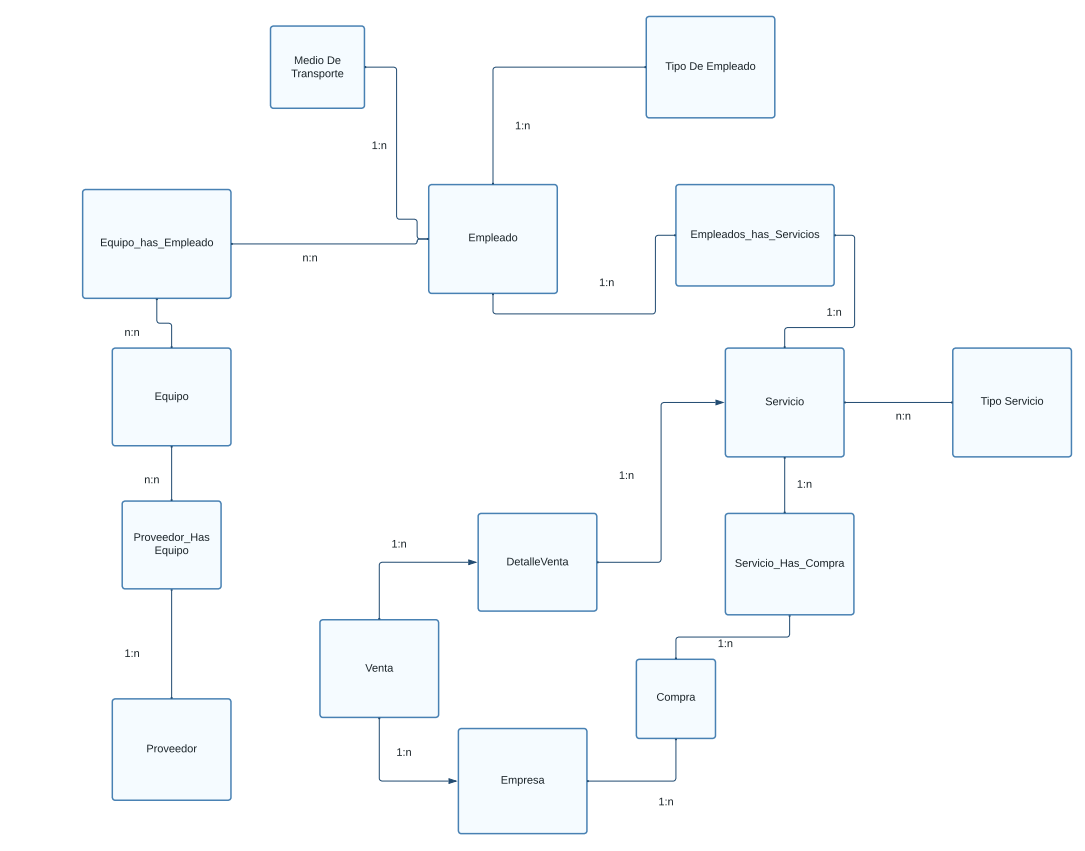 Medio De
Transporte
Tipo De Empleado
1:n
1:n
Equipo_has_Empleado
Empleado
Empleados_has_Servicios
n:n
1:n
1:n
n:n
Equipo
Servicio
Tipo Servicio
n:n
1:n
n:n
1:n
Proveedor_Has
Equipo
1:n
DetalleVenta
Servicio_Has_Compra
1:n
1:n
Venta
Compra
Proveedor
1:n
Empresa
1:n